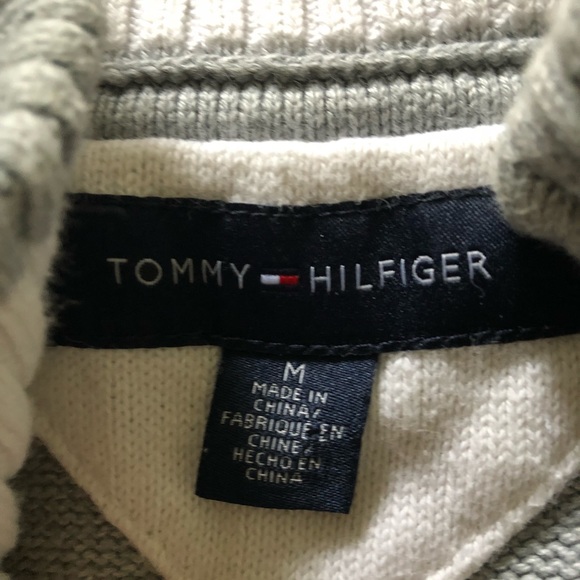 TOMMY HILFIGER
M
MADE IN
CHINA/
FABRIQUE EN
CHINE/
HECHO EN
CHINA